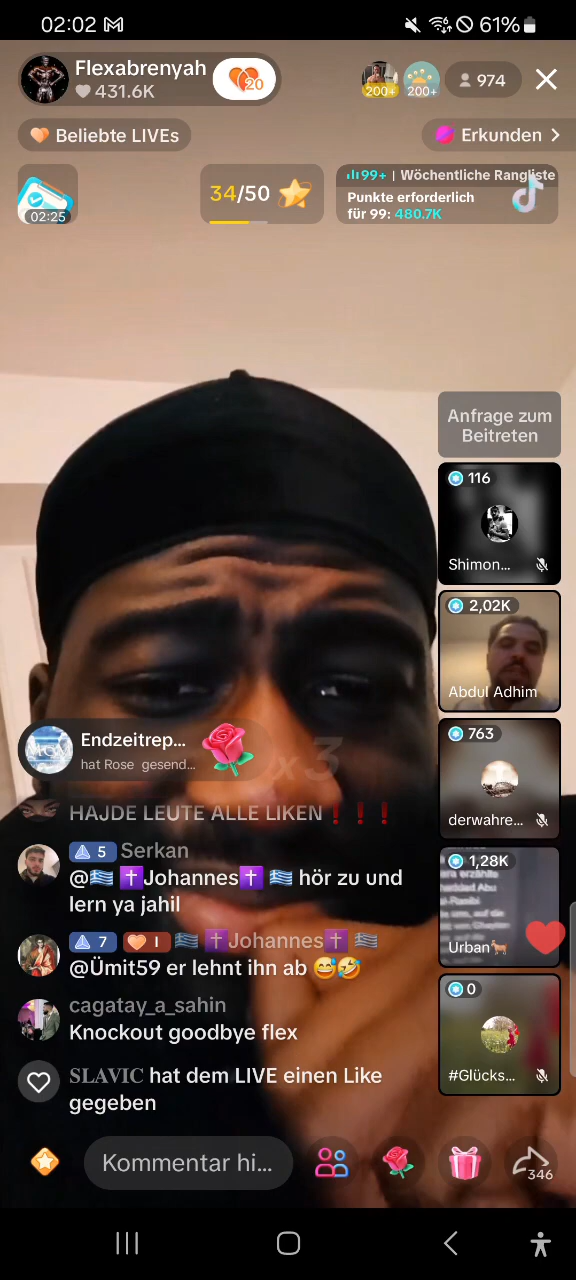 02:02
61%
Flexabrenyah
431.6K
20
200+
200+
974
Beliebte LIVEs
Erkunden
02:25
34/50
99+ | Wöchentliche Rangliste
Punkte erforderlich
für 99: 480.7K
Anfrage zum
Beitreten
116
Shimon...
2,02K
Abdul Adhim
763
derwahre...
1,28K
Urban🐐
0
#Glücks...
Endzeitrep...
hat Rose gesend...
x3
HAJDE LEUTE ALLE LIKEN❗❗❗
5 Serkan
@🇬🇷 ✝️Johannes✝️ 🇬🇷 hör zu und
lern ya jahil
7 I 🇬🇷 ✝️Johannes✝️ 🇬🇷
@Ümit59 er lehnt ihn ab 😅🤣
cagatay_a_sahin
Knockout goodbye flex
SLAVIC hat dem LIVE einen Like
gegeben
Kommentar hi...
346